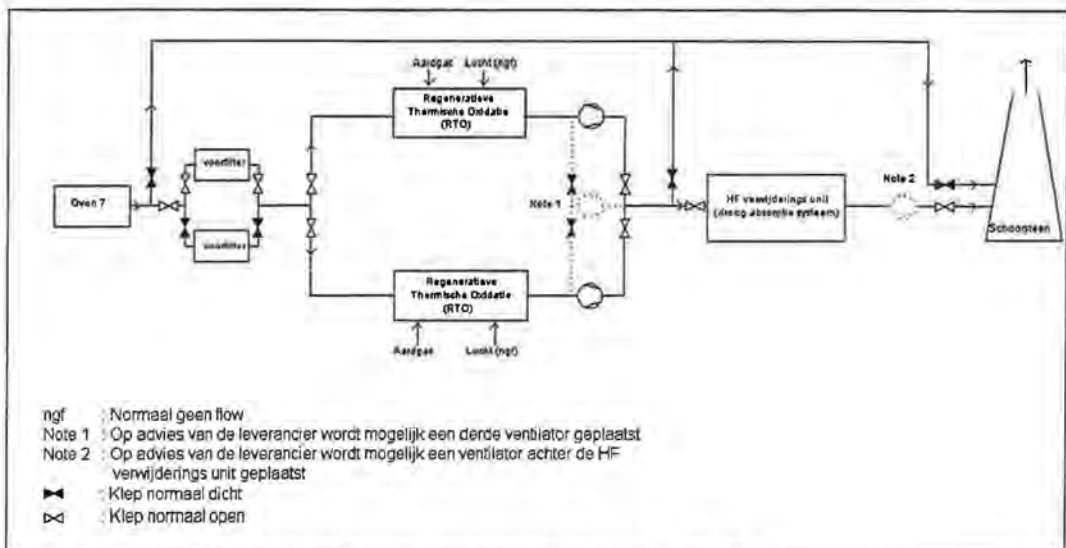 Aardgas Lucht (ngf)
Regeneratieve
Thermische Oxidatie
(RTO)
voorfilter
Oven 7
Note 1
Note 2
HF verwijderings unit
(droog absorptie systeem)
Schoorsteen
voorfilter
Regeneratieve
Thermische Oxidatie
(RTO)
Aardgas Lucht (ngf)
ngf : Normaal geen flow
Note 1 : Op advies van de leverancier wordt mogelijk een derde ventilator geplaatst
Note 2 : Op advies van de leverancier wordt mogelijk een ventilator achter de HF
verwijderings unit geplaatst
: Klep normaal dicht
: Klep normaal open